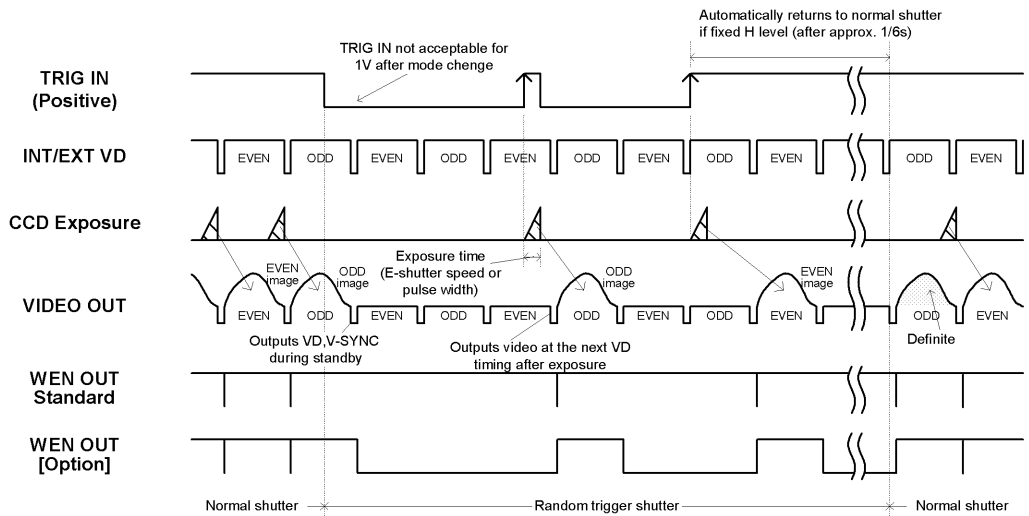 Automatically returns to normal shutter
if fixed H level (after approx. 1/6s)
TRIG IN not acceptable for
1V after mode chenge
TRIG IN
(Positive)
INT/EXT VD
EVEN ODD EVEN ODD EVEN ODD EVEN ODD EVEN ODD EVEN
CCD Exposure
Exposure time
(E-shutter speed or
pulse width)
EVEN
image
ODD
image
ODD
image
EVEN
image
VIDEO OUT
EVEN ODD EVEN ODD EVEN ODD EVEN ODD EVEN ODD EVEN
Outputs VD,V-SYNC
during standby
Outputs video at the next VD
timing after exposure
Definite
WEN OUT
Standard
WEN OUT
[Option]
Normal shutter Random trigger shutter Normal shutter